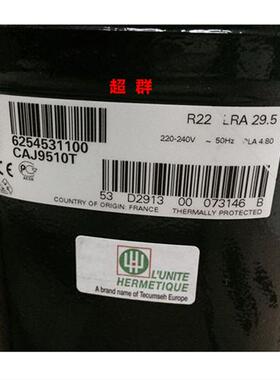 超群
R22 LRA 29.5
6254531100
220-240V ~ 50Hz RLA 4.80
CAJ9510T
53 D2913 00 073146 B
COUNTRY OF ORIGIN: FRANCE THERMALLY PROTECTED
L'UNITE
HERMETIQUE
A brand name of Tecumseh Europe